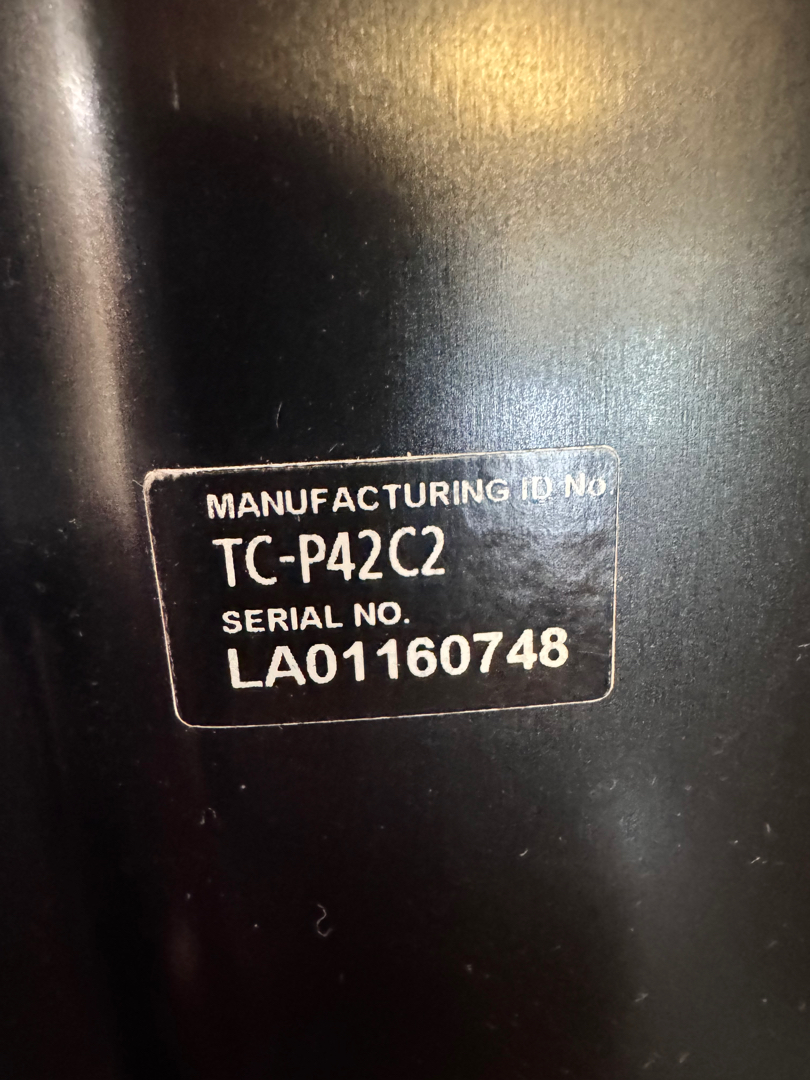 MANUFACTURING ID No.
TC-P42C2
SERIAL NO.
LA01160748